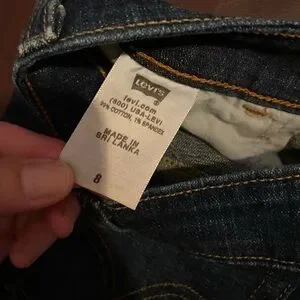 LEVI'S
levi.com
(800) USA-LEVI
99% COTTON, 1% SPANDEX
MADE IN
SRI LANKA
8